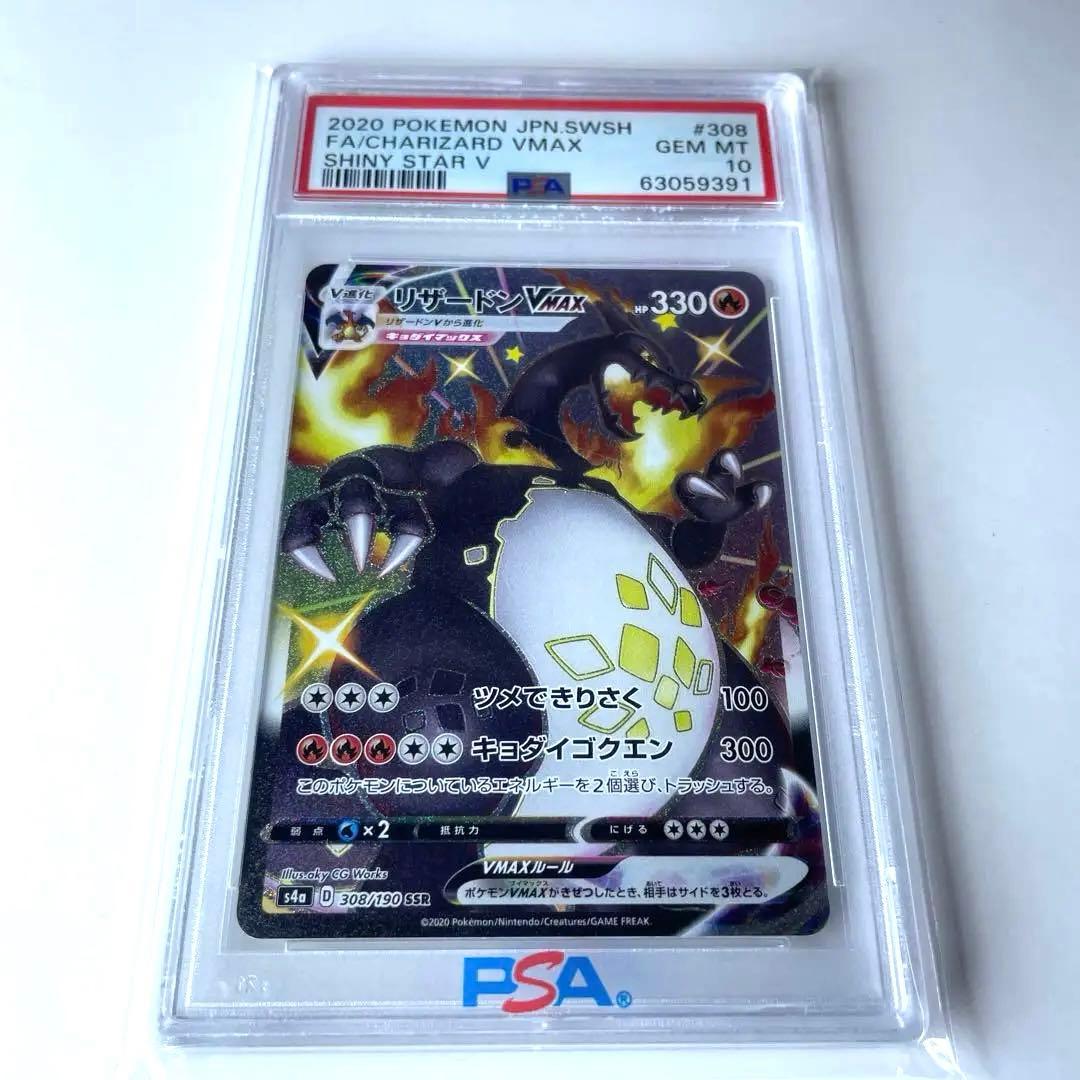 2020 POKEMON JPN.SWSH #308
FA/CHARIZARD VMAX GEM MT
SHINY STAR V 10
PSA 63059391
V進化 リザードンVMAX HP 330
リザードンVから進化
キョダイマックス
ツメできりさく 100
キョダイゴクエン 300
このポケモンについているエネルギーを2個選び、トラッシュする。
弱点 ×2 抵抗力 にげる
Illus.aky CG Works
VMAXルール
s4a D 308/190 SSR
ポケモンVMAXがきぜつしたとき、相手はサイドを3枚とる。
©2020 Pokémon/Nintendo/Creatures/GAME FREAK.
PSA®